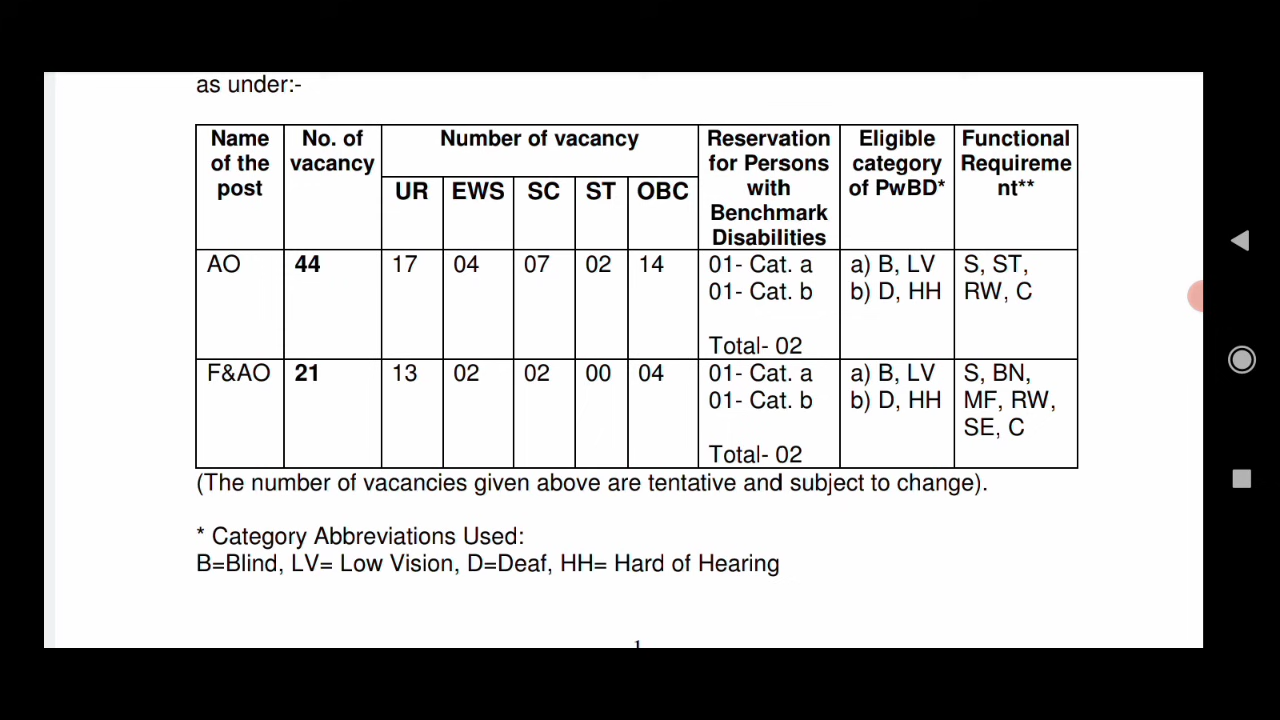 as under:-
Name of the post | No. of vacancy | Number of vacancy | Reservation for Persons with Benchmark Disabilities | Eligible category of PwBD* | Functional Requireme nt**
UR | EWS | SC | ST | OBC
AO | 44 | 17 | 04 | 07 | 02 | 14 | 01- Cat. a 01- Cat. b Total- 02 | a) B, LV b) D, HH | S, ST, RW, C
F&AO | 21 | 13 | 02 | 02 | 00 | 04 | 01- Cat. a 01- Cat. b Total- 02 | a) B, LV b) D, HH | S, BN, MF, RW, SE, C
(The number of vacancies given above are tentative and subject to change).
* Category Abbreviations Used:
B=Blind, LV= Low Vision, D=Deaf, HH= Hard of Hearing
1